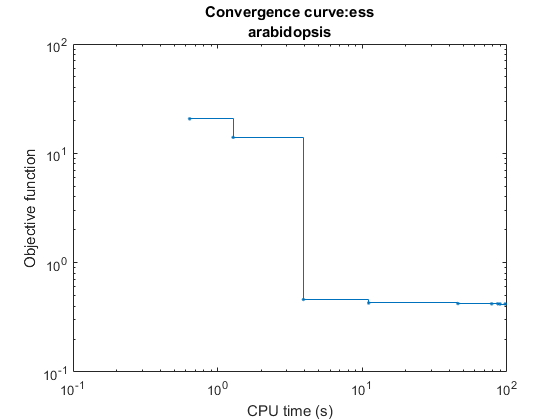 Convergence curve:ess
arabidopsis
Objective function
10^2
10^1
10^0
10^-1
10^-1
10^0
10^1
10^2
CPU time (s)